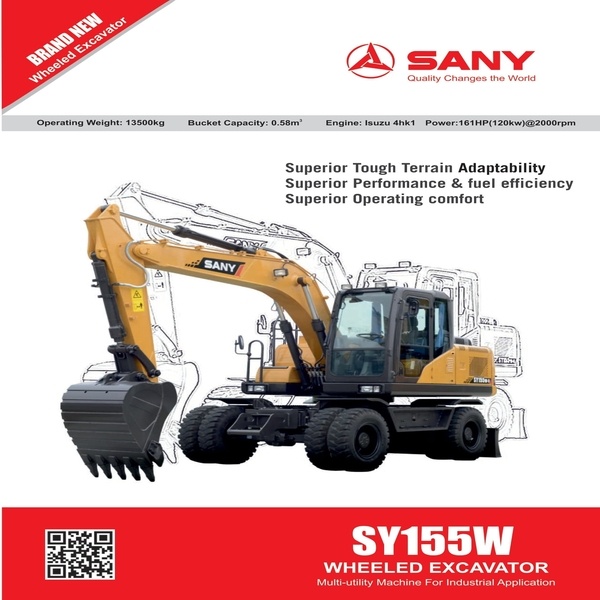 BRAND NEW
Wheeled Excavator
SANY
Quality Changes the World
Operating Weight: 13500kg Bucket Capacity: 0.58m³ Engine: Isuzu 4hk1 Power:161HP(120kw)@2000rpm
Superior Tough Terrain Adaptability
Superior Performance & fuel efficiency
Superior Operating comfort
SANY
SY155W
WHEELED EXCAVATOR
Multi-utility Machine For Industrial Application